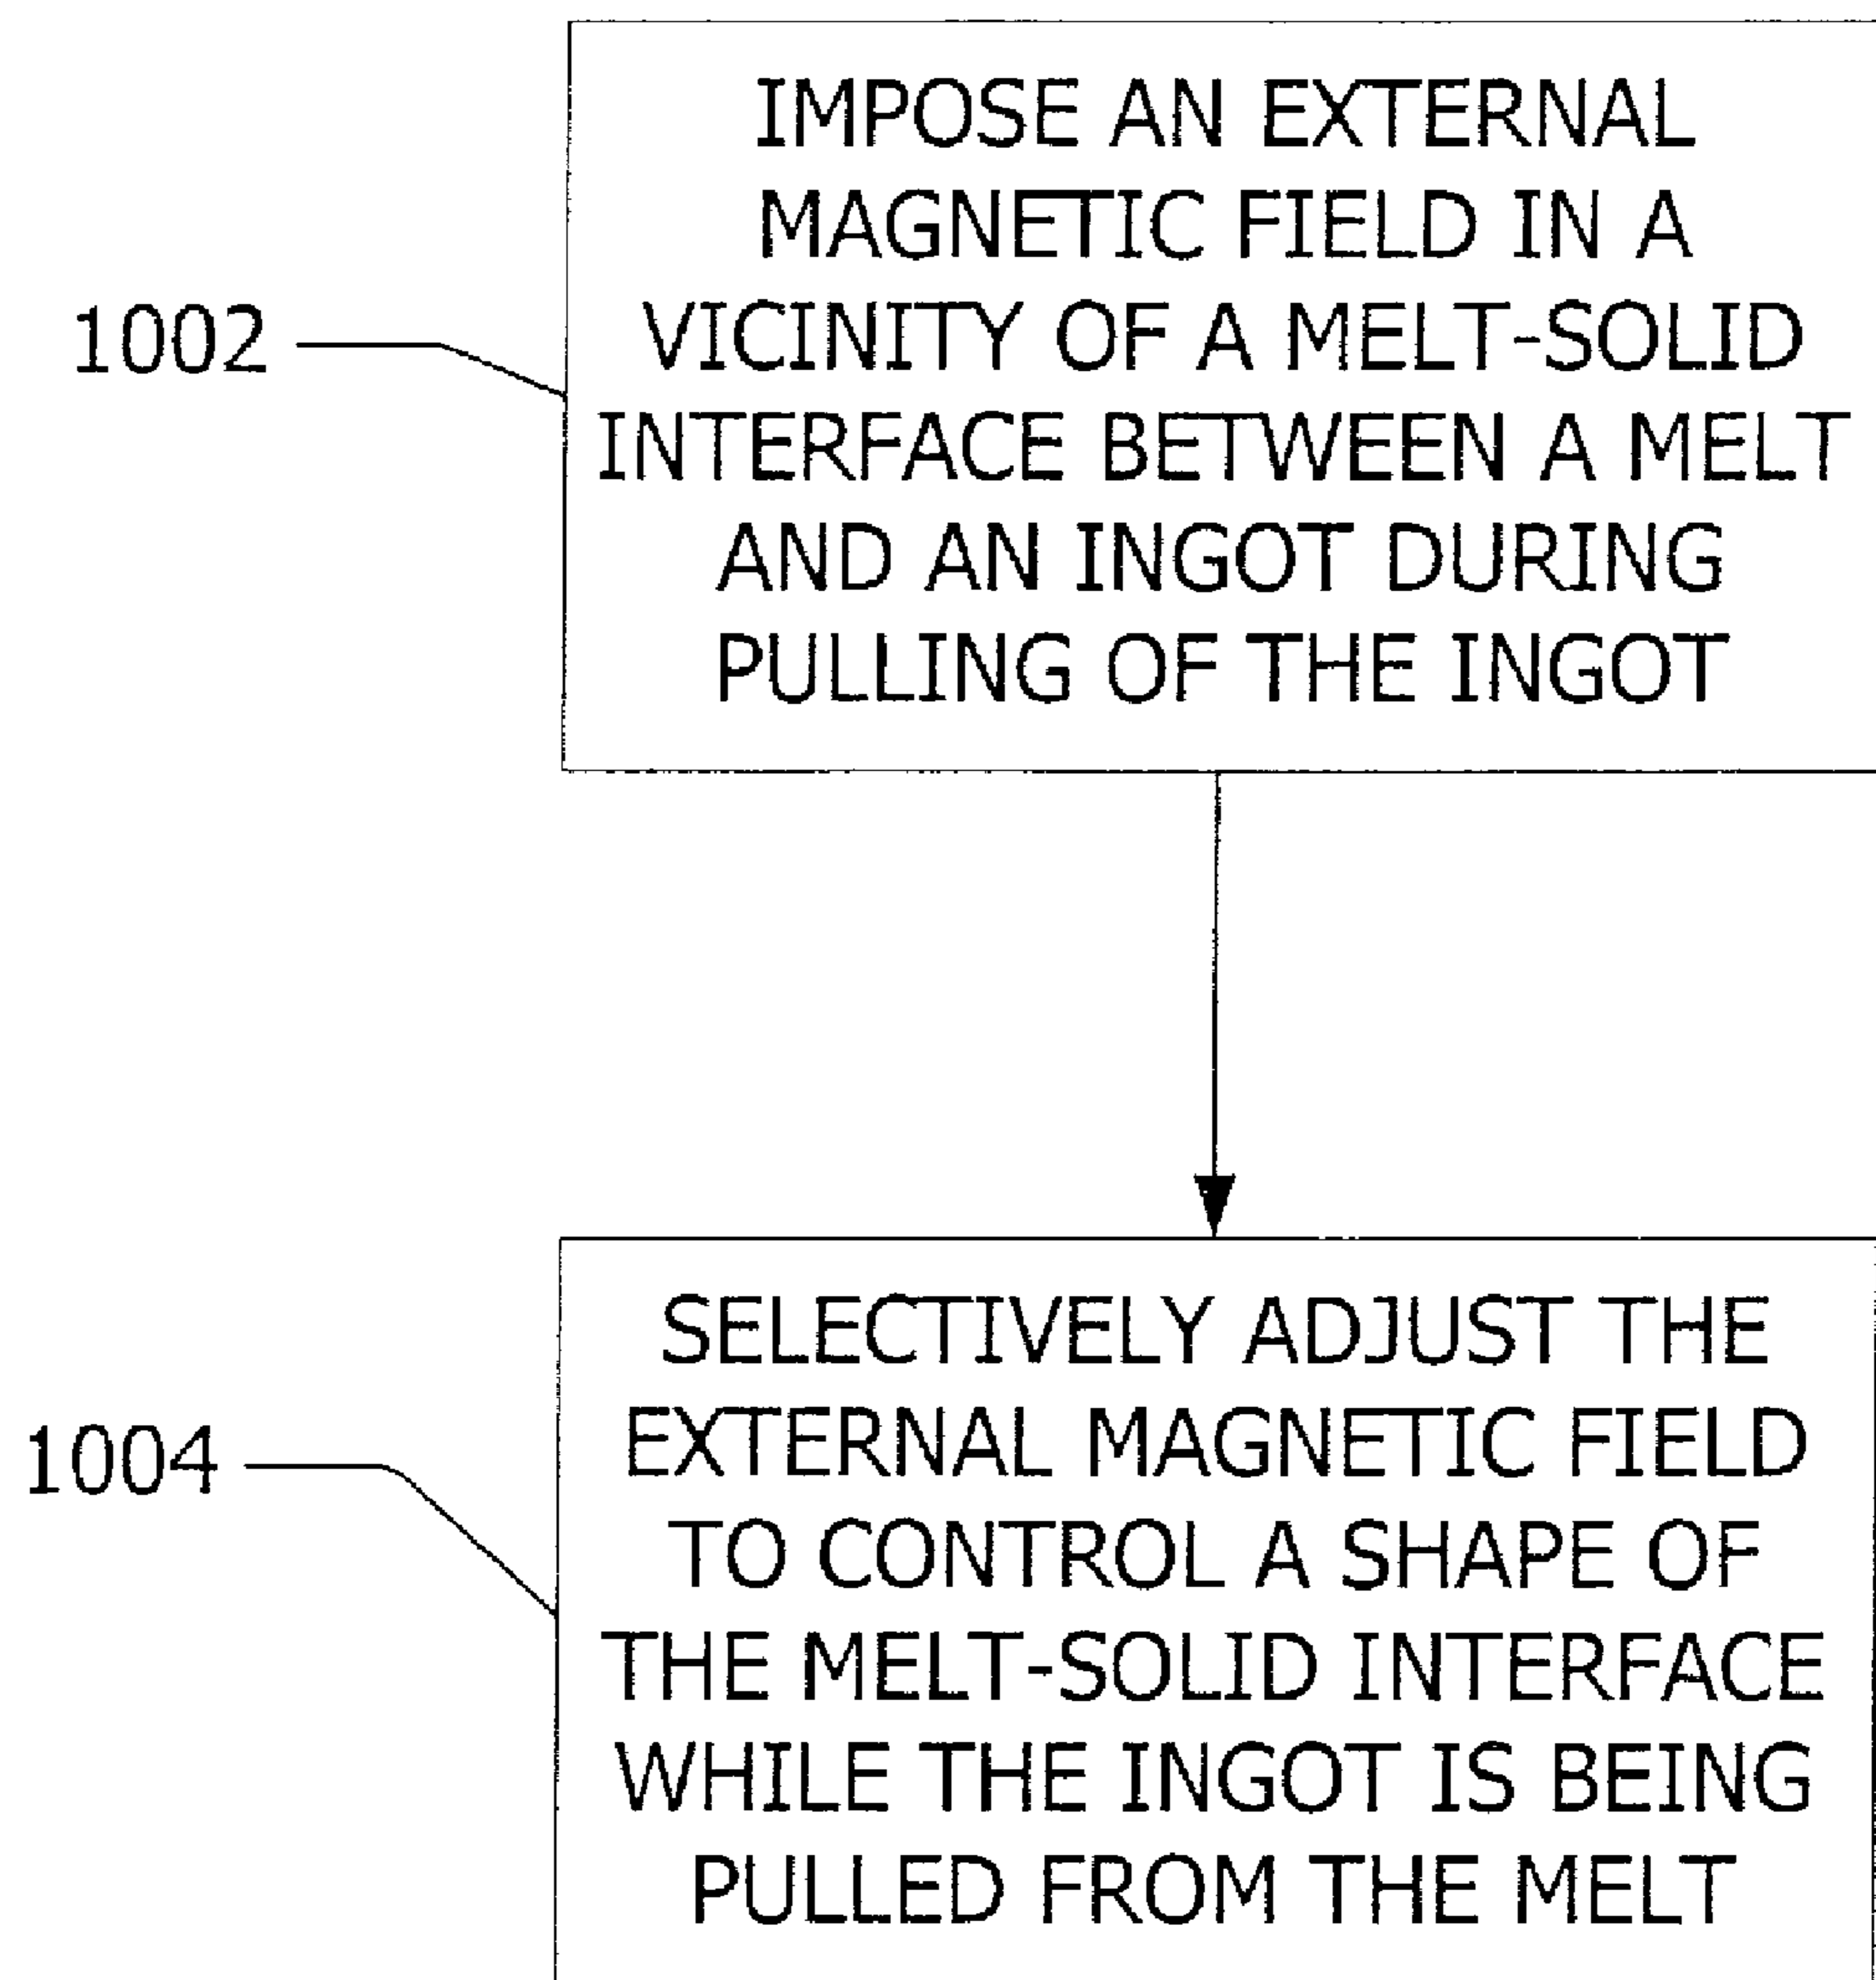 IMPOSE AN EXTERNAL
MAGNETIC FIELD IN A
VICINITY OF A MELT-SOLID
INTERFACE BETWEEN A MELT
AND AN INGOT DURING
PULLING OF THE INGOT
1002
SELECTIVELY ADJUST THE
EXTERNAL MAGNETIC FIELD
TO CONTROL A SHAPE OF
THE MELT-SOLID INTERFACE
WHILE THE INGOT IS BEING
PULLED FROM THE MELT
1004